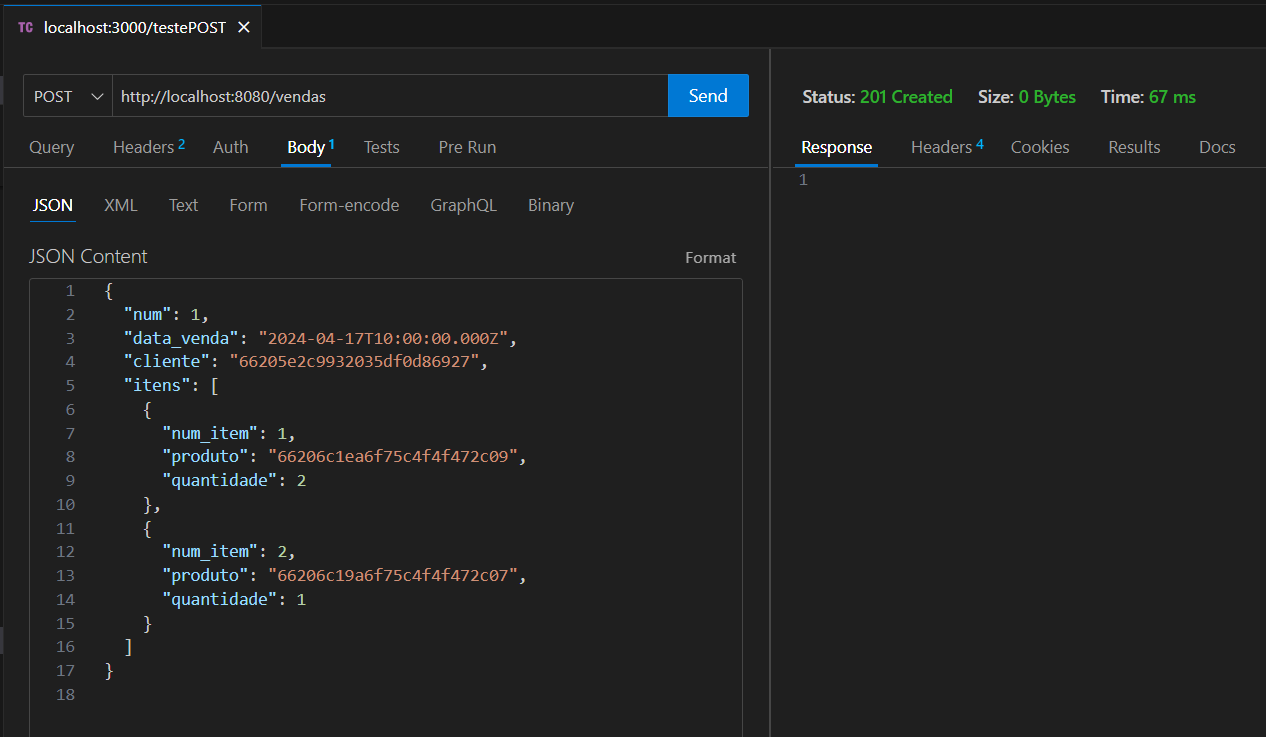 TC localhost:3000/testePOST ×
POST http://localhost:8080/vendas Send
Query Headers 2 Auth Body 1 Tests Pre Run
JSON XML Text Form Form-encode GraphQL Binary
JSON Content Format
1 {
2 "num": 1,
3 "data_venda": "2024-04-17T10:00:00.000Z",
4 "cliente": "66205e2c9932035df0d86927",
5 "itens": [
6 {
7 "num_item": 1,
8 "produto": "66206c1ea6f75c4f4f472c09",
9 "quantidade": 2
10 },
11 {
12 "num_item": 2,
13 "produto": "66206c19a6f75c4f4f472c07",
14 "quantidade": 1
15 }
16 ]
17 }
18
Status: 201 Created Size: 0 Bytes Time: 67 ms
Response Headers 4 Cookies Results Docs
1